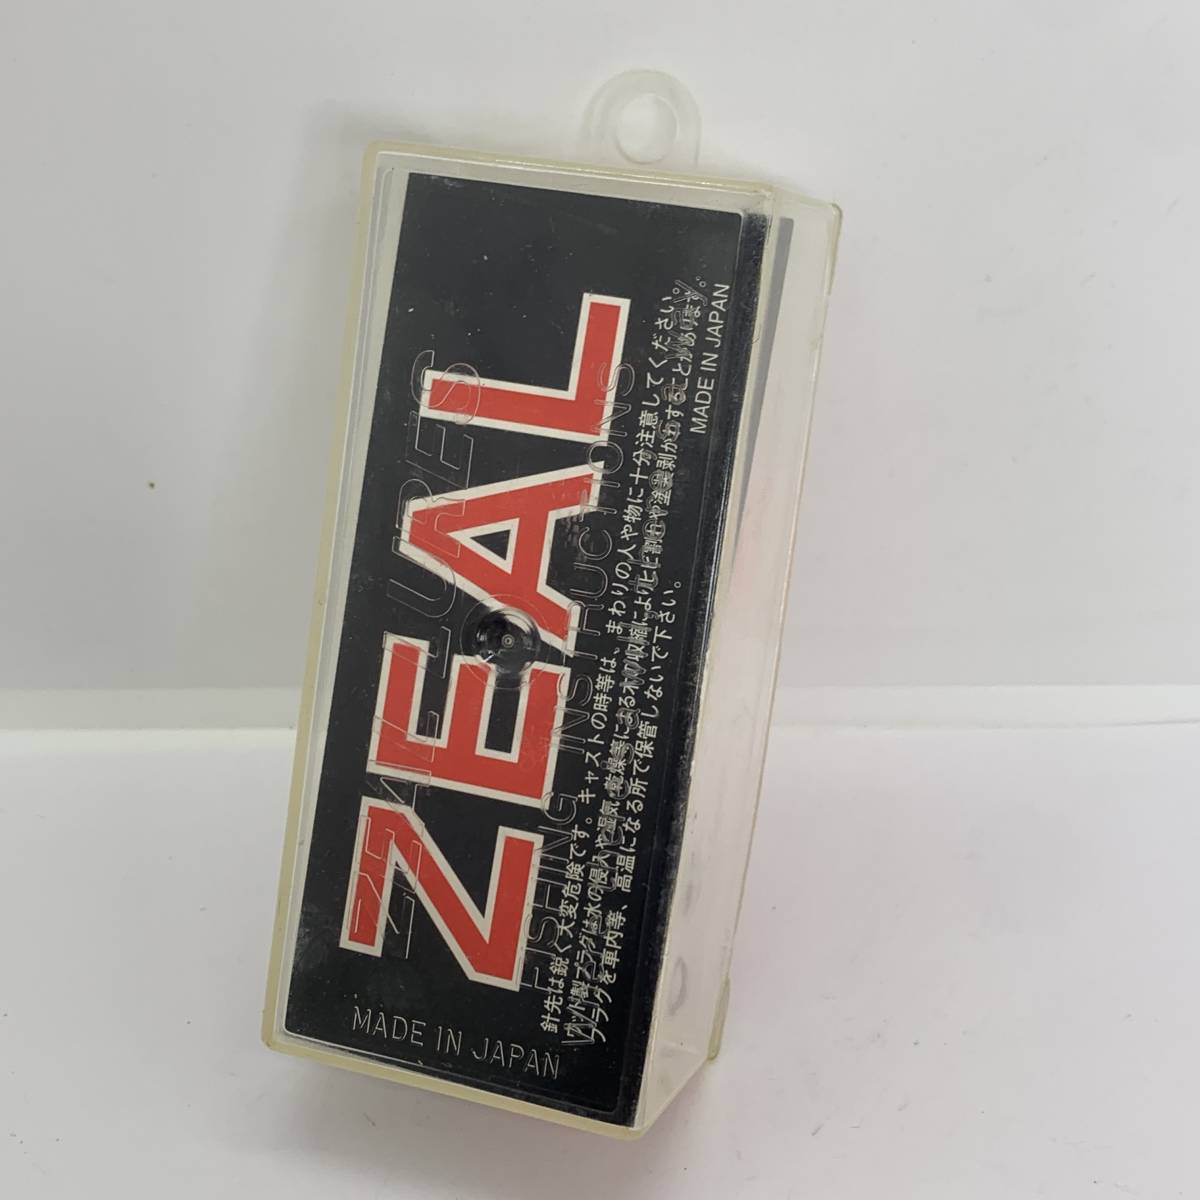 ZEAL
ZEAL LURES
FISHING INSTRUCTIONS
針先は鋭く大変危険です。キャストの時等は、まわりの人や物に十分注意してください。
ウッド製プラグは水の侵入や湿気・乾燥等による木の収縮によりヒビ割れや塗装剥がれすることがあります。
プラグを車内等、高温になる所で保管しないで下さい。
MADE IN JAPAN
MADE IN JAPAN